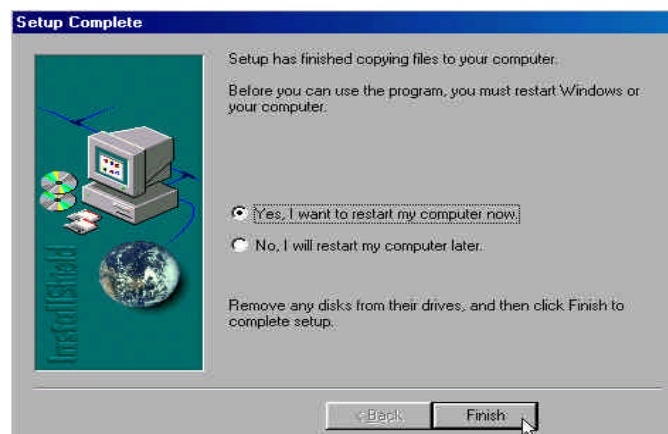 Setup Complete
Setup has finished copying files to your computer.
Before you can use the program, you must restart Windows or
your computer.
Yes, I want to restart my computer now.
No, I will restart my computer later.
Remove any disks from their drives, and then click Finish to
complete setup.
InstallShield
< Back
Finish